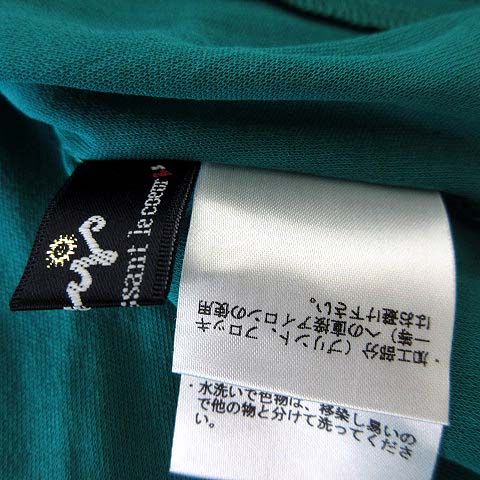 ssant le coeur
・加工部分(プリント、フロッキ
ー等)への直接アイロンの使用
はお避け下さい。
・水洗いで色物は、移染し易いの
で他の物と分けて洗ってくださ
い。